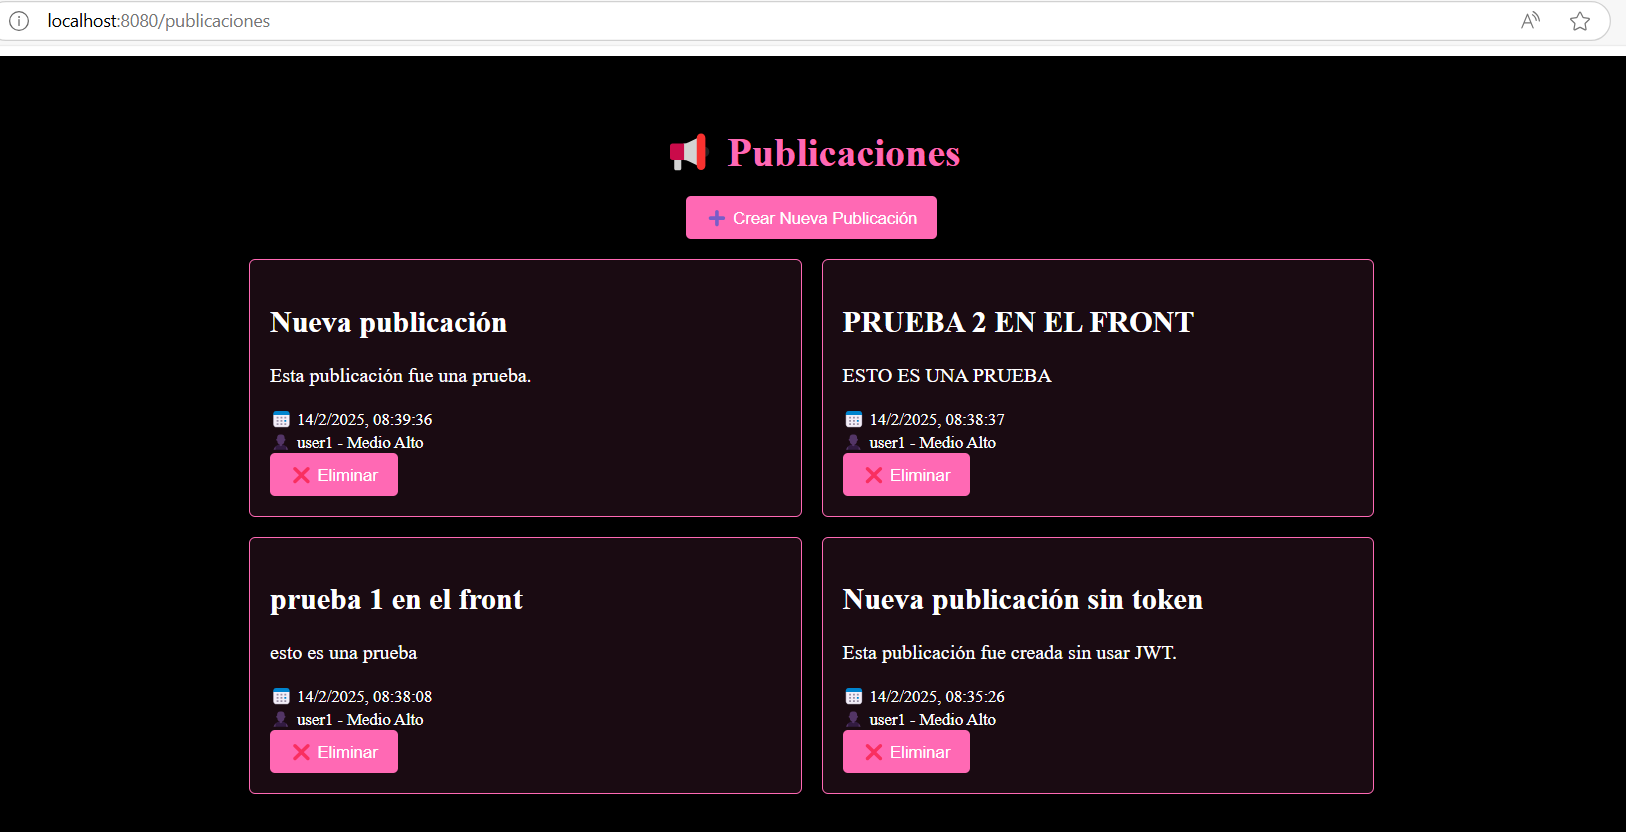 localhost:8080/publicaciones
Publicaciones
Crear Nueva Publicación
Nueva publicación
Esta publicación fue una prueba.
14/2/2025, 08:39:36
user1 - Medio Alto
Eliminar
PRUEBA 2 EN EL FRONT
ESTO ES UNA PRUEBA
14/2/2025, 08:38:37
user1 - Medio Alto
Eliminar
prueba 1 en el front
esto es una prueba
14/2/2025, 08:38:08
user1 - Medio Alto
Eliminar
Nueva publicación sin token
Esta publicación fue creada sin usar JWT.
14/2/2025, 08:35:26
user1 - Medio Alto
Eliminar